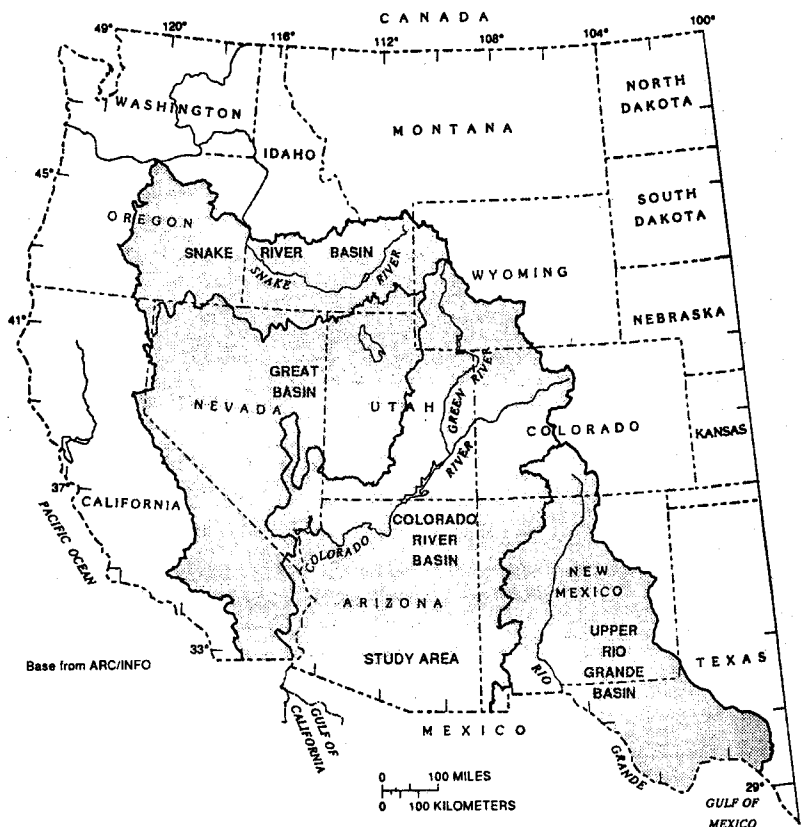 CANADA
49°
120°
116°
112°
108°
104°
100°
WASHINGTON
MONTANA
NORTH
DAKOTA
IDAHO
45°
SOUTH
DAKOTA
OREGON
SNAKE RIVER BASIN
SNAKE RIVER
WYOMING
41°
NEBRASKA
GREAT
BASIN
NEVADA
UTAH
GREEN RIVER
RIVER
COLORADO
KANSAS
37°
CALIFORNIA
PACIFIC OCEAN
COLORADO
COLORADO
RIVER
BASIN
NEW
MEXICO
ARIZONA
UPPER
RIO
GRANDE
BASIN
TEXAS
33°
Base from ARC/INFO
STUDY AREA
RIO
GRANDE
MEXICO
GULF OF
CALIFORNIA
0 100 MILES
0 100 KILOMETERS
29°
GULF OF
MEXICO